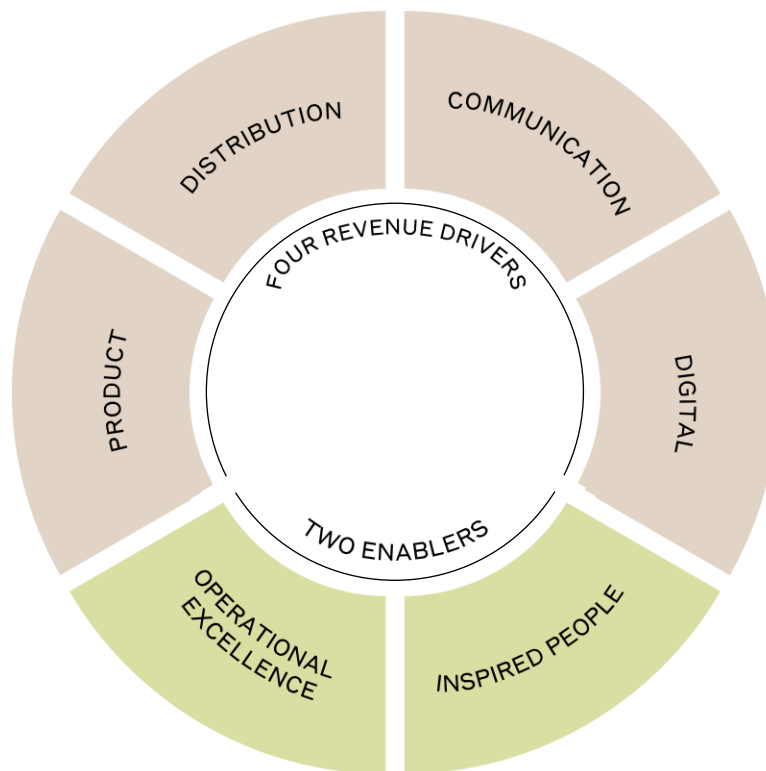 DISTRIBUTION
COMMUNICATION
FOUR REVENUE DRIVERS
PRODUCT
DIGITAL
TWO ENABLERS
OPERATIONAL
EXCELLENCE
INSPIRED PEOPLE